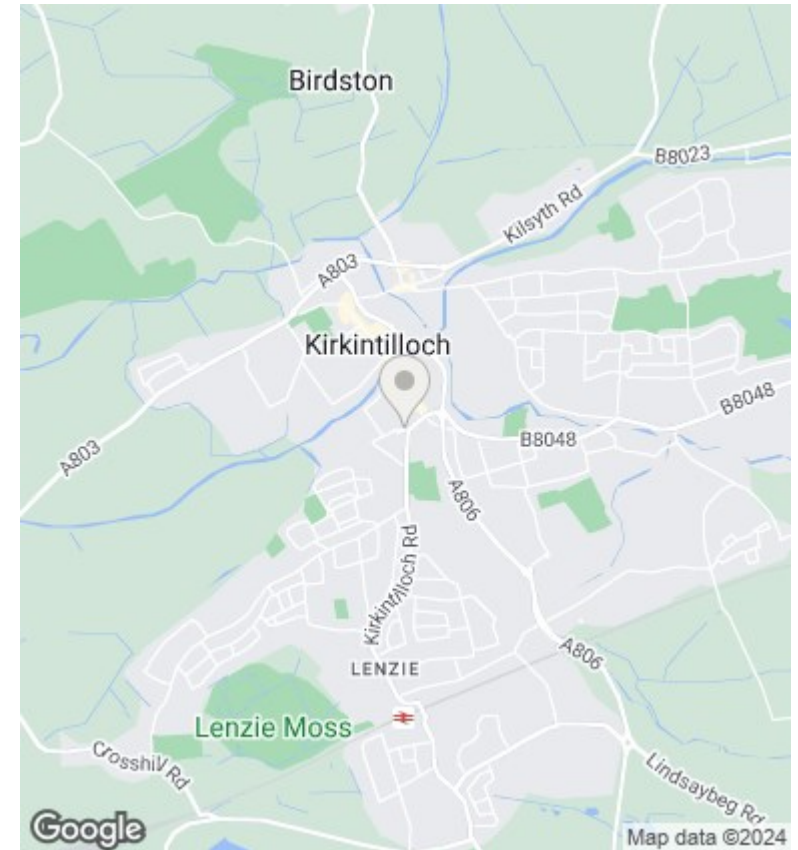 Birdston
B8023
Kilsyth Rd
A803
Kirkintilloch
B8048
B8048
A803
A806
Kirkintilloch Rd
A806
LENZIE
Lenzie Moss
Crosshill Rd
Lindsaybeg Rd
Google
Map data ©2024